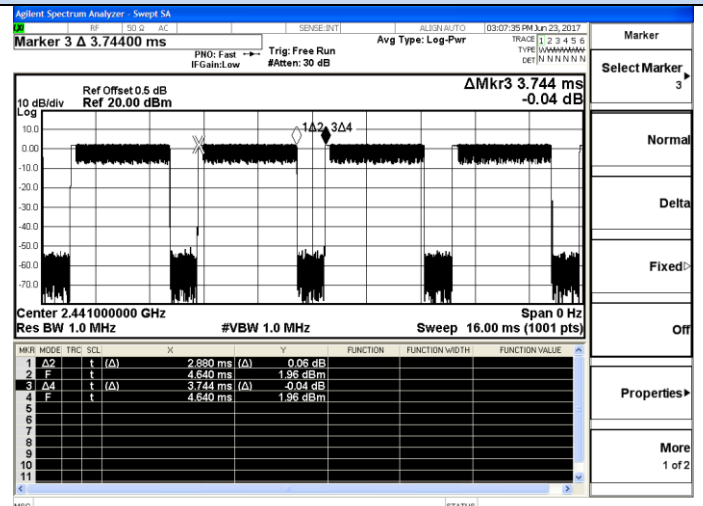 Agilent Spectrum Analyzer - Swept SA
RF 50 Ω AC SENSE:INT ALIGN AUTO 03:07:35 PM Jun 23, 2017
Marker 3 Δ 3.74400 ms
PNO: Fast
IFGain:Low
Trig: Free Run
#Atten: 30 dB
Avg Type: Log-Pwr
TRACE 1 2 3 4 5 6
TYPE
DET N N N N N N
Ref Offset 0.5 dB
10 dB/div Ref 20.00 dBm
ΔMkr3 3.744 ms
-0.04 dB
Log
10.0
0.00
-10.0
-20.0
-30.0
-40.0
-50.0
-60.0
-70.0
X
1Δ2 3Δ4
Center 2.441000000 GHz Span 0 Hz
Res BW 1.0 MHz #VBW 1.0 MHz Sweep 16.00 ms (1001 pts)
MKR MODE TRC SCL X Y FUNCTION FUNCTION WIDTH FUNCTION VALUE
1 Δ2 t (Δ) 2.880 ms (Δ) 0.06 dB
2 F t 4.640 ms 1.96 dBm
3 Δ4 t (Δ) 3.744 ms (Δ) -0.04 dB
4 F t 4.640 ms 1.96 dBm
5
6
7
8
9
10
11
MSG STATUS
Marker
Select Marker
3
Normal
Delta
Fixed
Off
Properties
More
1 of 2